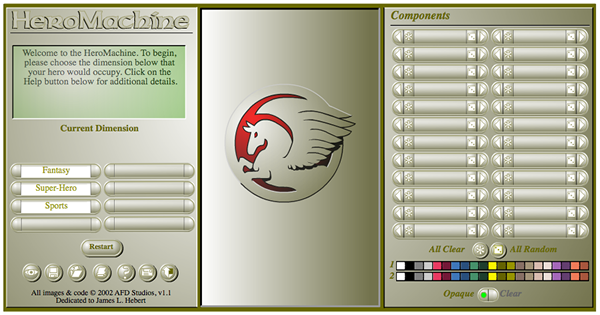 HeroMachine
Welcome to the HeroMachine. To begin,
please choose the dimension below that
your hero would occupy. Click on the
Help button below for additional details.
Current Dimension
Fantasy
Super-Hero
Sports
Restart
All images & code © 2002 AFD Studios, v1.1
Dedicated to James L. Hebert
Components
All Clear
All Random
1
2
Opaque
Clear